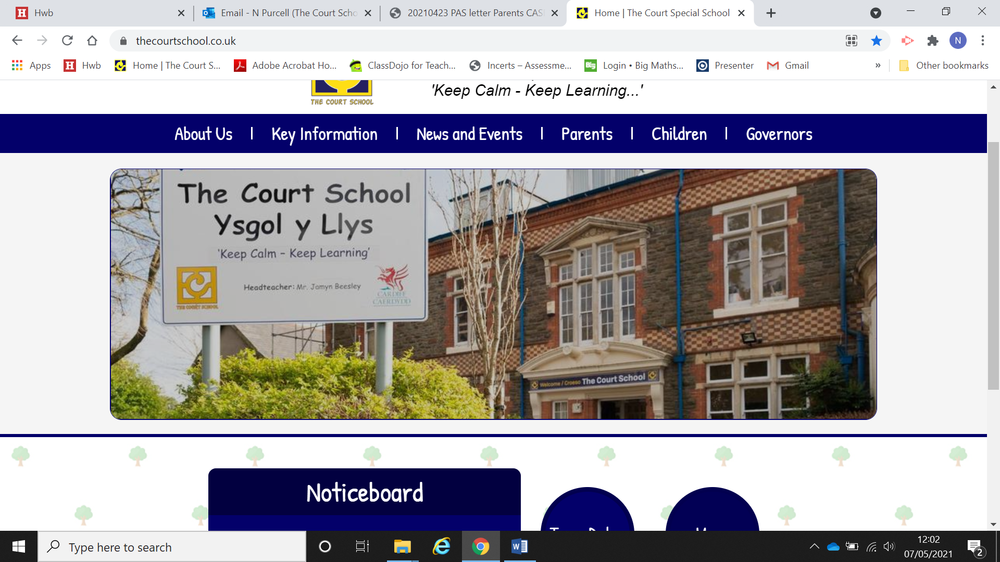 Hwb
Email - N Purcell (The Court Scho
20210423 PAS letter Parents CAS
Home | The Court Special School
thecourtschool.co.uk
N
Apps
Hwb
Home | The Court S...
Adobe Acrobat Ho...
ClassDojo for Teach...
Incerts – Assessme...
Login • Big Maths...
Presenter
Gmail
»
Other bookmarks
THE COURT SCHOOL
'Keep Calm - Keep Learning...'
About Us | Key Information | News and Events | Parents | Children | Governors
The Court School
Ysgol y Llys
'Keep Calm - Keep Learning'
Headteacher: Mr. Jamyn Beesley
THE COURT SCHOOL
CARDIFF
CAERDYDD
Welcome / Croeso The Court School
Noticeboard
Type here to search
12:02
07/05/2021
2